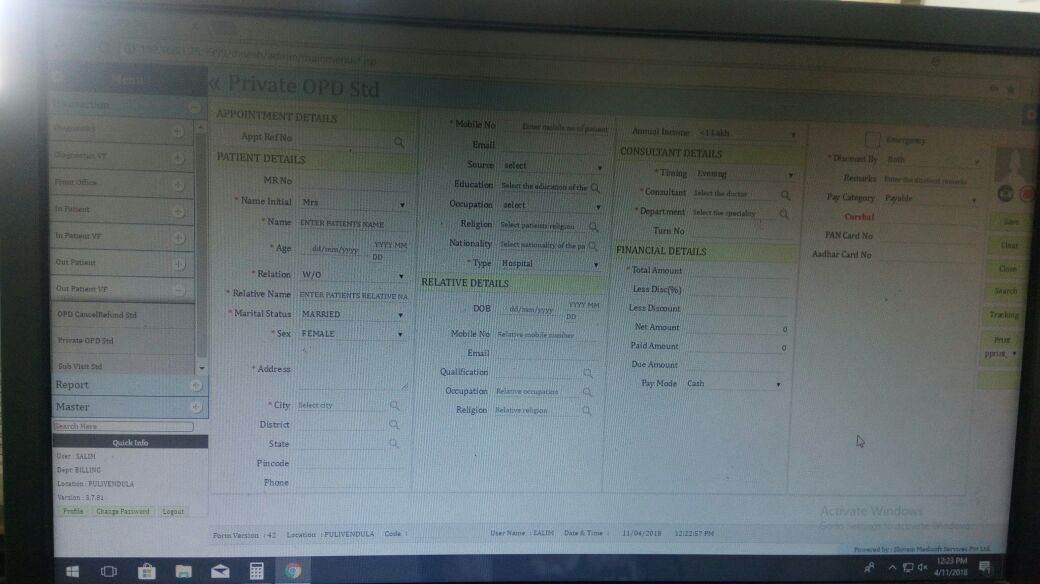 Menu
« Private OPD Std
Diagnostics
Diagnostics VF
Front Office
In Patient
In Patient VF
Out Patient
Out Patient VF
OPD CancelRefund Std
Private OPD Std
Sub Visit Std
Report
Master
Search Here
Quick Info
User : SALIM
Dept: BILLING
Location : PULIVENDULA
Version : 3.7.81
Profile Change Password Logout
APPOINTMENT DETAILS
Appt Ref No
PATIENT DETAILS
MR No
* Name Initial Mrs
* Name ENTER PATIENTS NAME
* Age dd/mm/yyyy YYYY MM
DD
* Relation W/O
* Relative Name ENTER PATIENTS RELATIVE NA
* Marital Status MARRIED
* Sex FEMALE
* Address
* City Select city
District
State
Pincode
Phone
* Mobile No Enter mobile no of patient
Email
Source select
Education Select the education of the
Occupation select
Religion Select patients religion
Nationality Select nationality of the pa
* Type Hospital
RELATIVE DETAILS
DOB dd/mm/yyyy YYYY MM
DD
Mobile No Relative mobile number
Email
Qualification
Occupation Relative occupation
Religion Relative religion
Annual Income <1 Lakh
CONSULTANT DETAILS
* Timing Evening
* Consultant Select the doctor
* Department Select the speciality
Turn No
FINANCIAL DETAILS
* Total Amount
Less Disc(%)
Less Discount
Net Amount 0
Paid Amount 0
Due Amount
Pay Mode Cash
Emergency
* Discount By Both
Remarks Enter the discount remarks
Pay Category Payable
PAN Card No
Aadhar Card No
Save
Clear
Close
Search
Tracking
Print
Activate Windows
Go to Settings to activate Windows.
Form Version : 42 Location : PULIVENDULA Code : User Name : SALIM Date & Time : 11/04/2018 12:22:57 PM
Powered by : Shivam Medisoft Services Pvt Ltd.
12:23 PM
4/11/2018